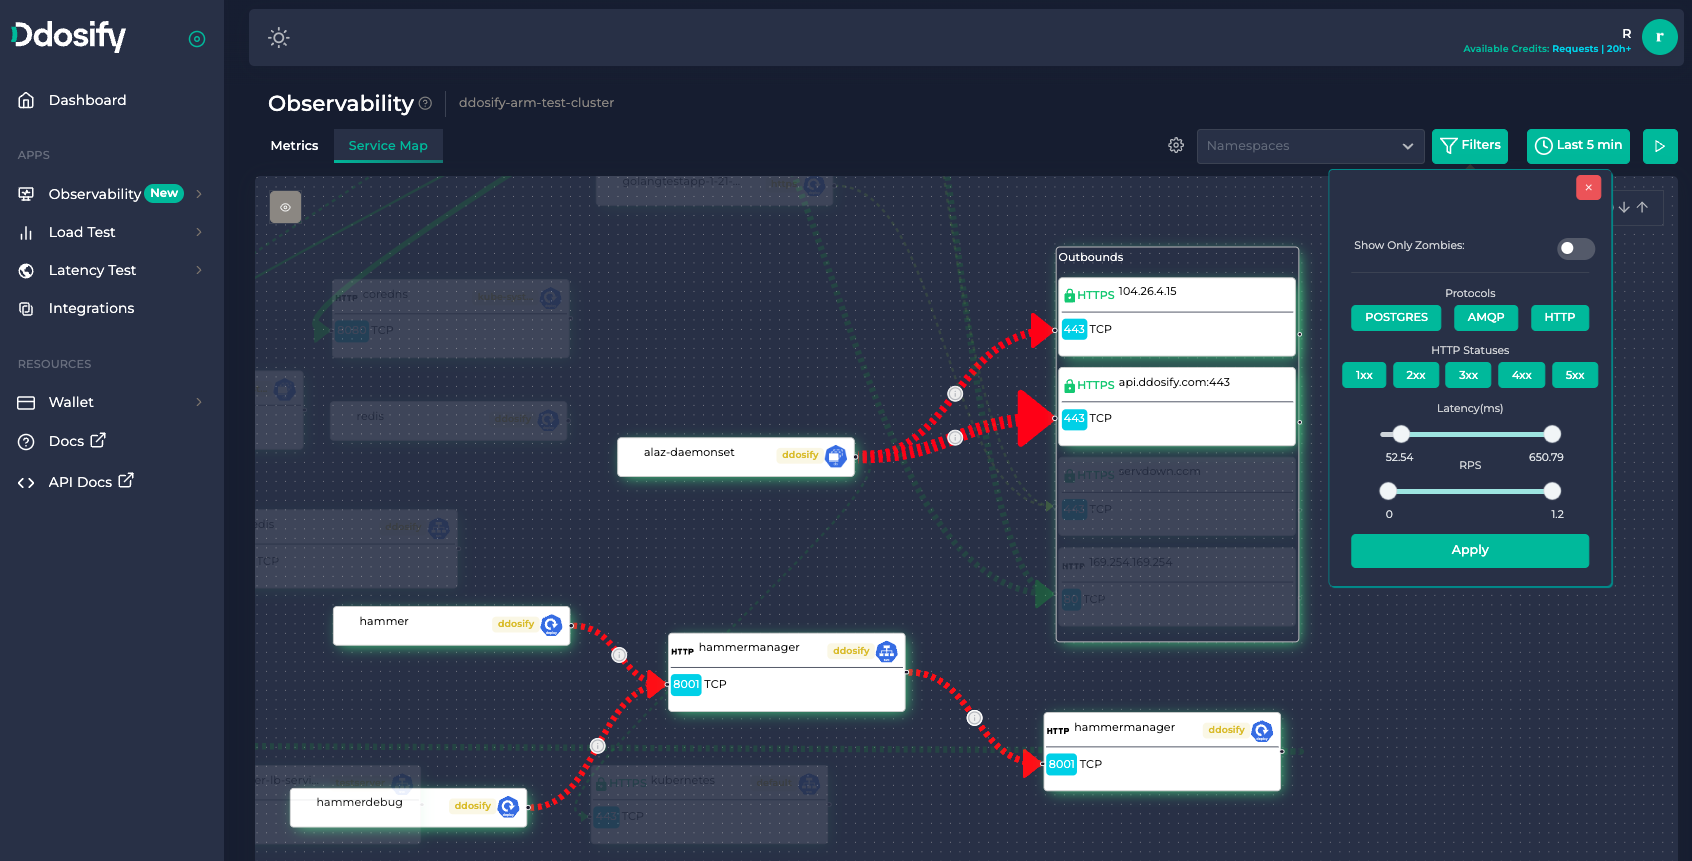 Ddosify
Dashboard
APPS
Observability New
Load Test
Latency Test
Integrations
RESOURCES
Wallet
Docs
API Docs
R
Available Credits: Requests | 20h+
r
Observability
ddosify-arm-test-cluster
Metrics
Service Map
Namespaces
Filters
Last 5 min
golangtestapp-1-21-
HTTP coredns
TCP
redis
TCP
alaz-daemonset ddosify
Outbounds
HTTPS 104.26.4.15
443 TCP
HTTPS api.ddosify.com:443
443 TCP
HTTPS servdown.com
443 TCP
HTTP 169.254.169.254
80 TCP
hammer ddosify
HTTP hammermanager ddosify
8001 TCP
HTTP hammermanager ddosify
8001 TCP
er-lb-servi...
hammerdebug ddosify
HTTPS kubernetes
443 TCP
Show Only Zombies:
Protocols
POSTGRES
AMQP
HTTP
HTTP Statuses
1xx
2xx
3xx
4xx
5xx
Latency(ms)
52.54
650.79
RPS
0
1.2
Apply